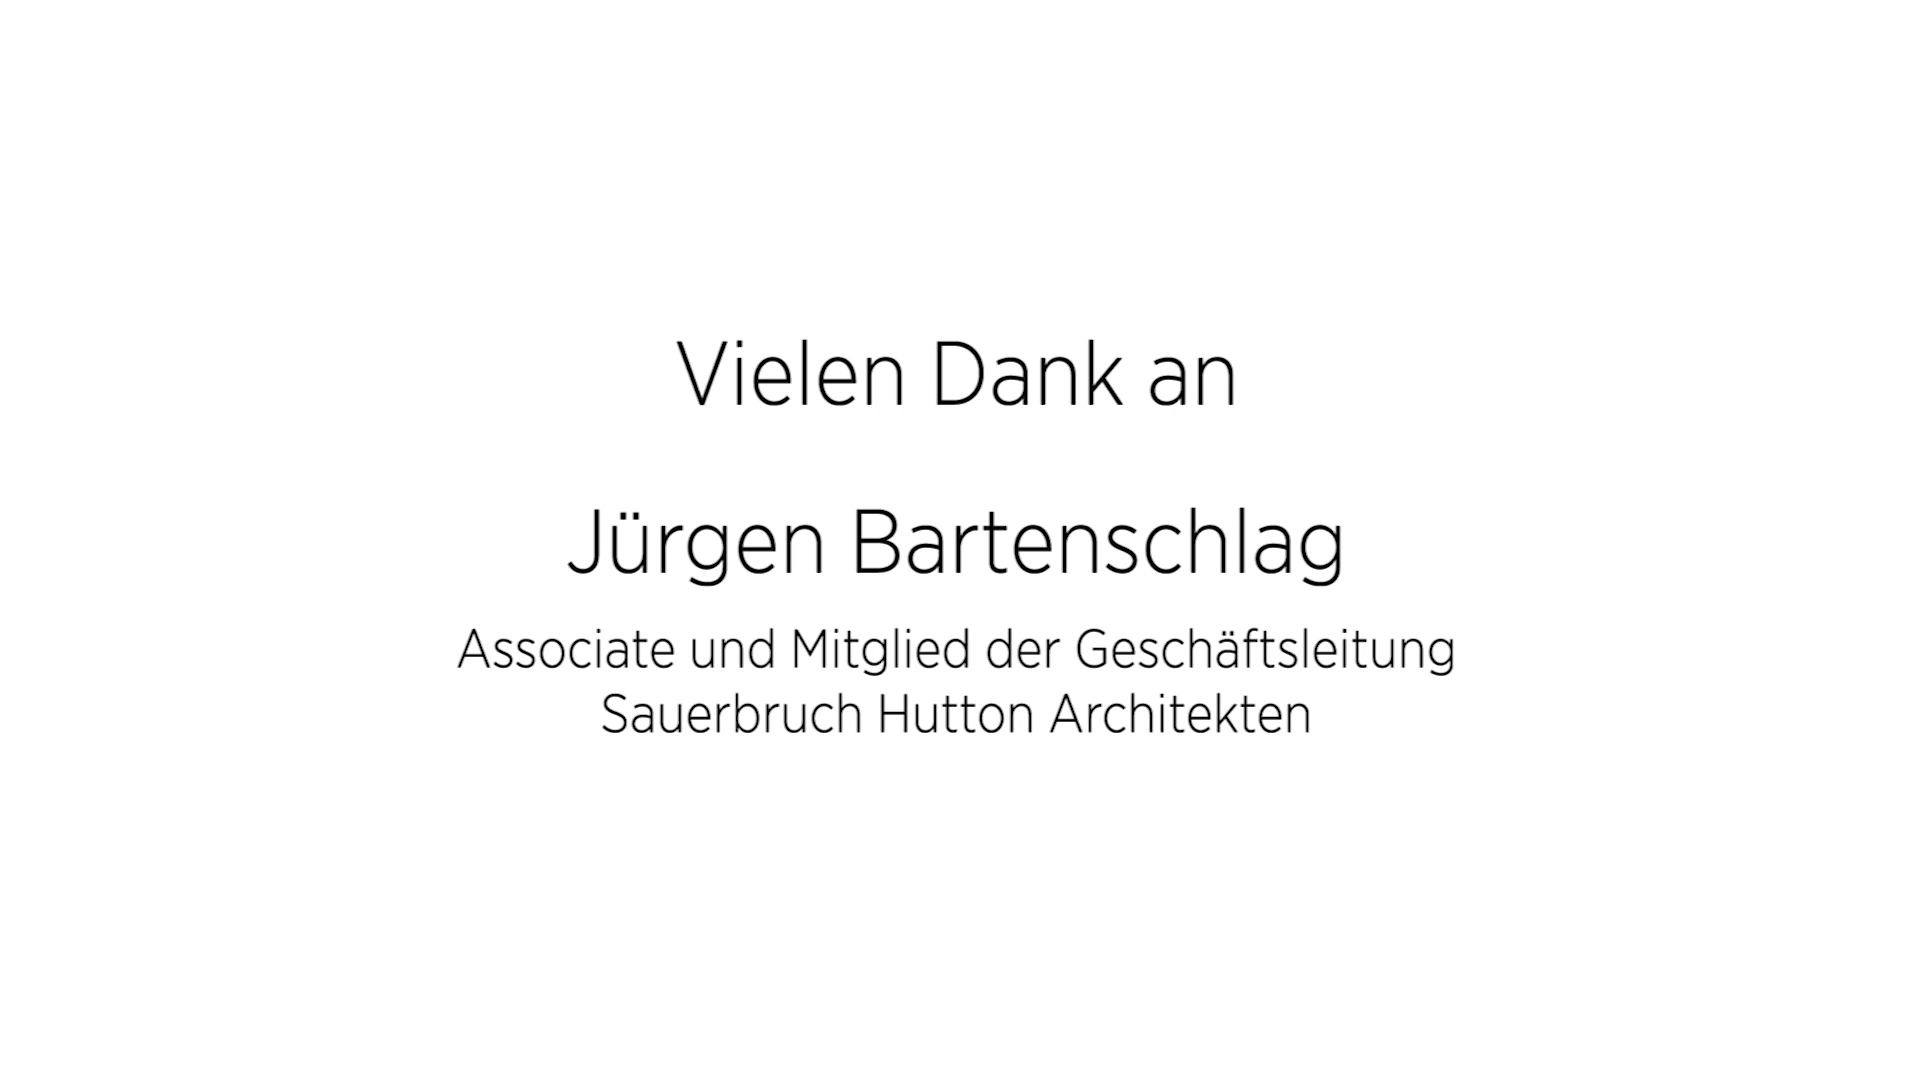 Vielen Dank an
Jürgen Bartenschlag
Associate und Mitglied der Geschäftsleitung
Sauerbruch Hutton Architekten